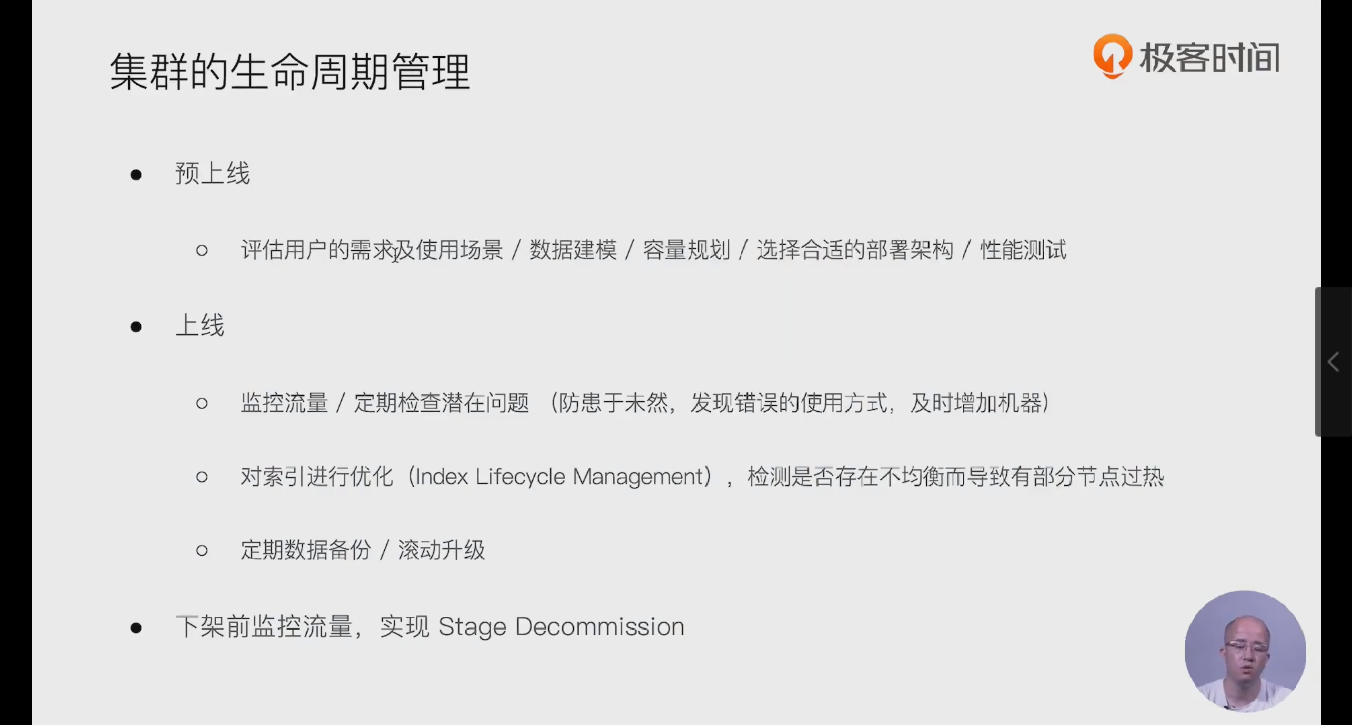 集群的生命周期管理
极客时间
● 预上线
○ 评估用户的需求及使用场景 / 数据建模 / 容量规划 / 选择合适的部署架构 / 性能测试
● 上线
○ 监控流量 / 定期检查潜在问题 （防患于未然，发现错误的使用方式，及时增加机器）
○ 对索引进行优化（Index Lifecycle Management），检测是否存在不均衡而导致有部分节点过热
○ 定期数据备份 / 滚动升级
● 下架前监控流量，实现 Stage Decommission